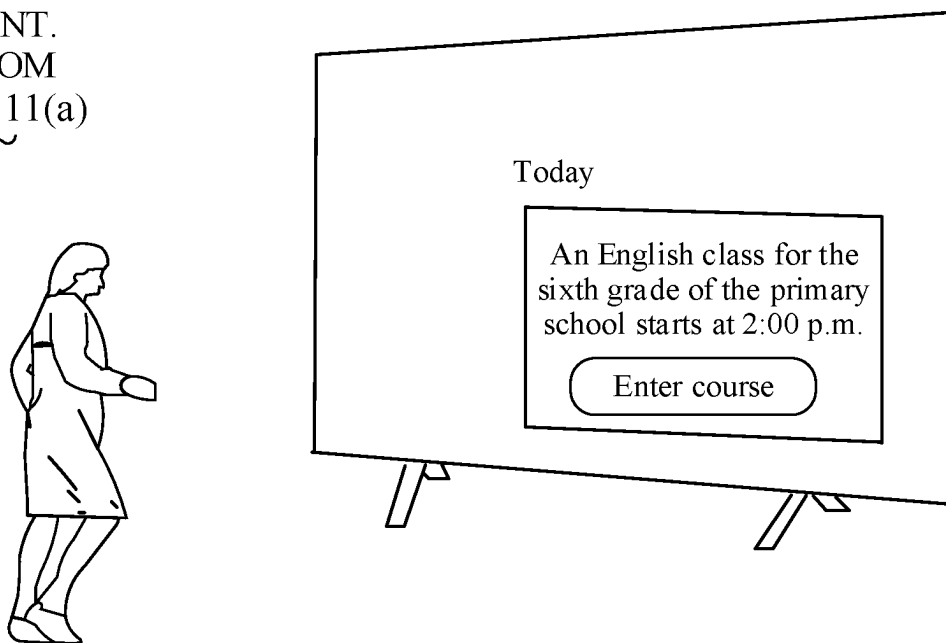 NT.
OM
11(a)
Today
An English class for the
sixth grade of the primary
school starts at 2:00 p.m.
Enter course